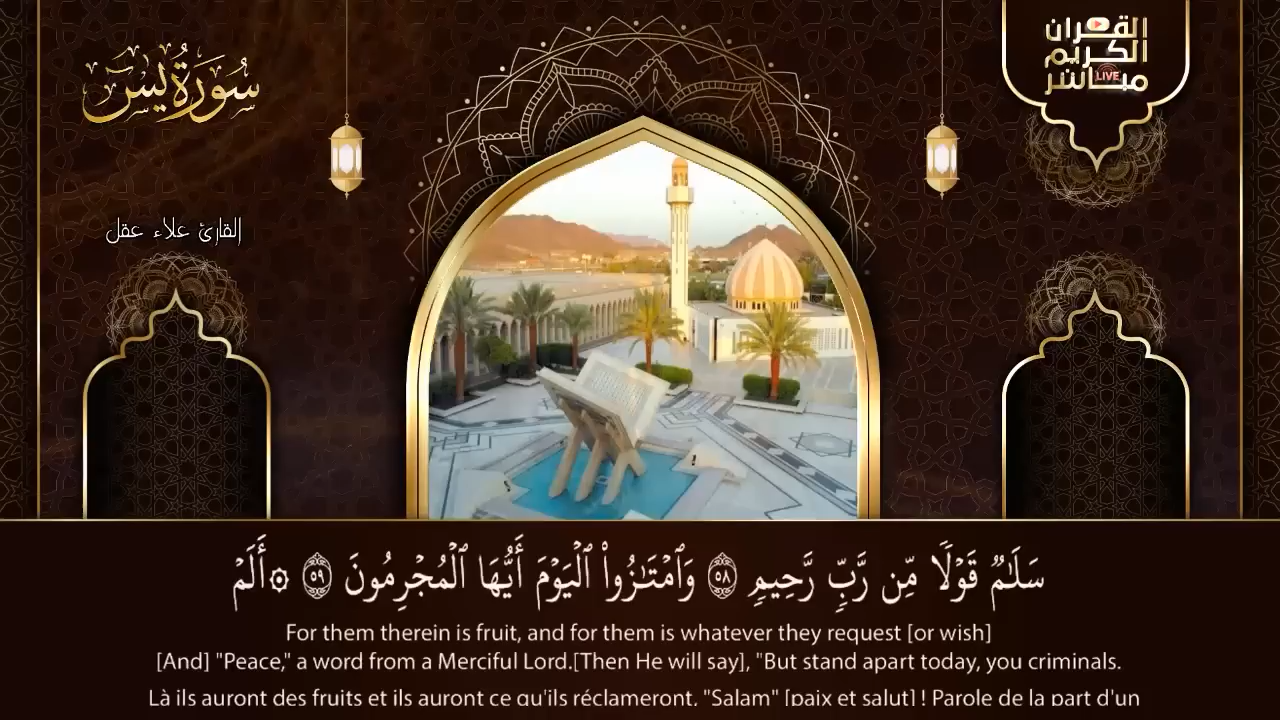 سُورَةُ يس
القارئ علاء عقل
القرآن
الكريم
مباشر
LIVE
سَلَٰمٌ قَوْلًا مِّن رَّبٍّ رَّحِيمٍ ٥٨ وَٱمْتَٰزُوا۟ ٱلْيَوْمَ أَيُّهَا ٱلْمُجْرِمُونَ ٥٩ ۞ أَلَمْ
For them therein is fruit, and for them is whatever they request [or wish]
[And] "Peace," a word from a Merciful Lord.[Then He will say], "But stand apart today, you criminals.
Là ils auront des fruits et ils auront ce qu'ils réclameront, "Salam" [paix et salut] ! Parole de la part d'un